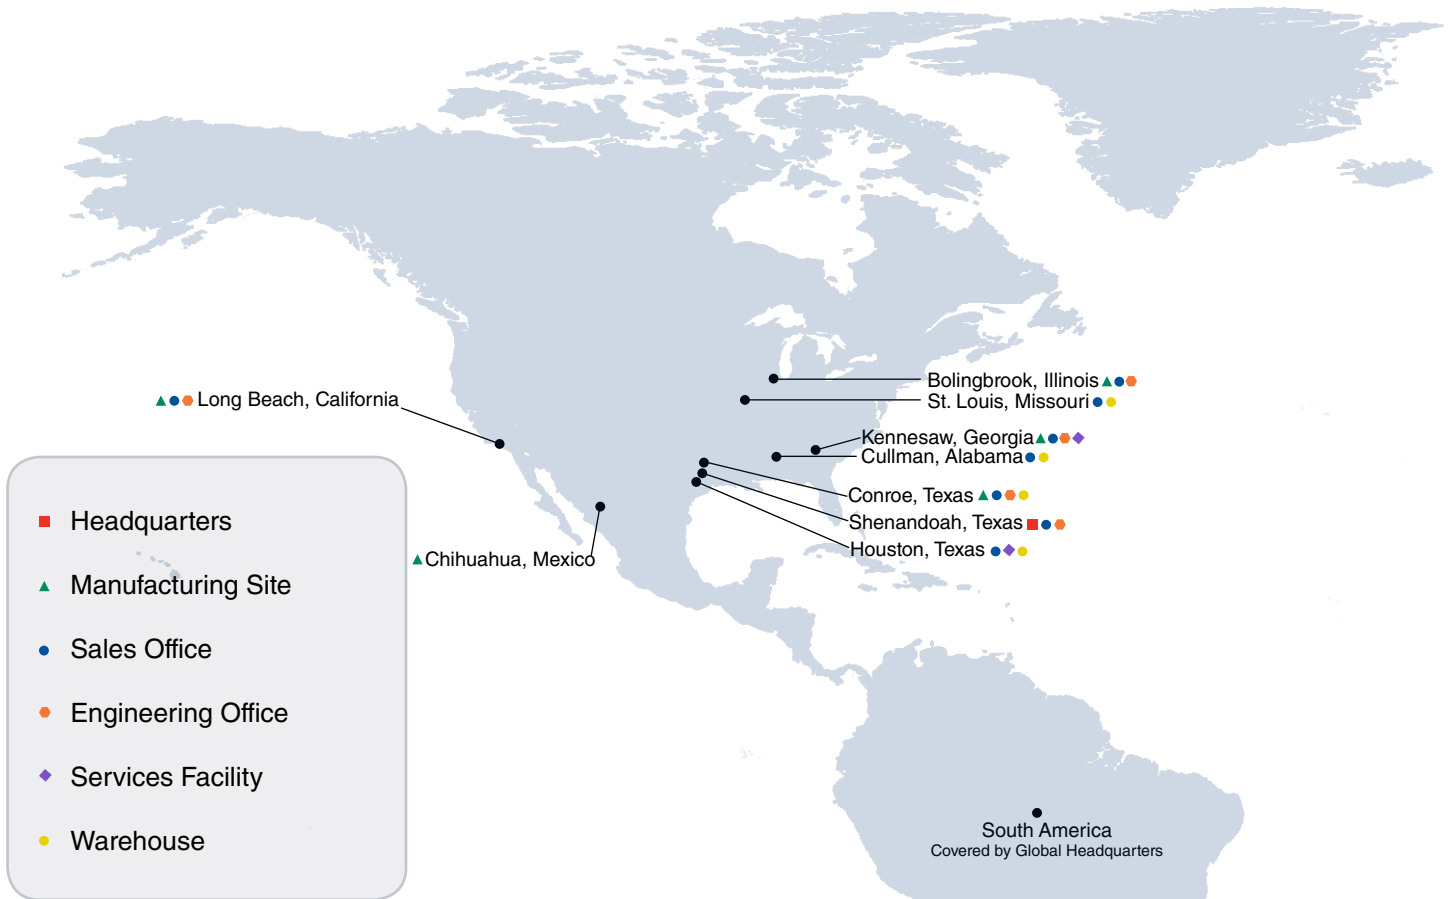 Bolingbrook, Illinois
St. Louis, Missouri
Long Beach, California
Kennesaw, Georgia
Cullman, Alabama
Conroe, Texas
Shenandoah, Texas
Houston, Texas
Chihuahua, Mexico
Headquarters
Manufacturing Site
Sales Office
Engineering Office
Services Facility
Warehouse
South America
Covered by Global Headquarters